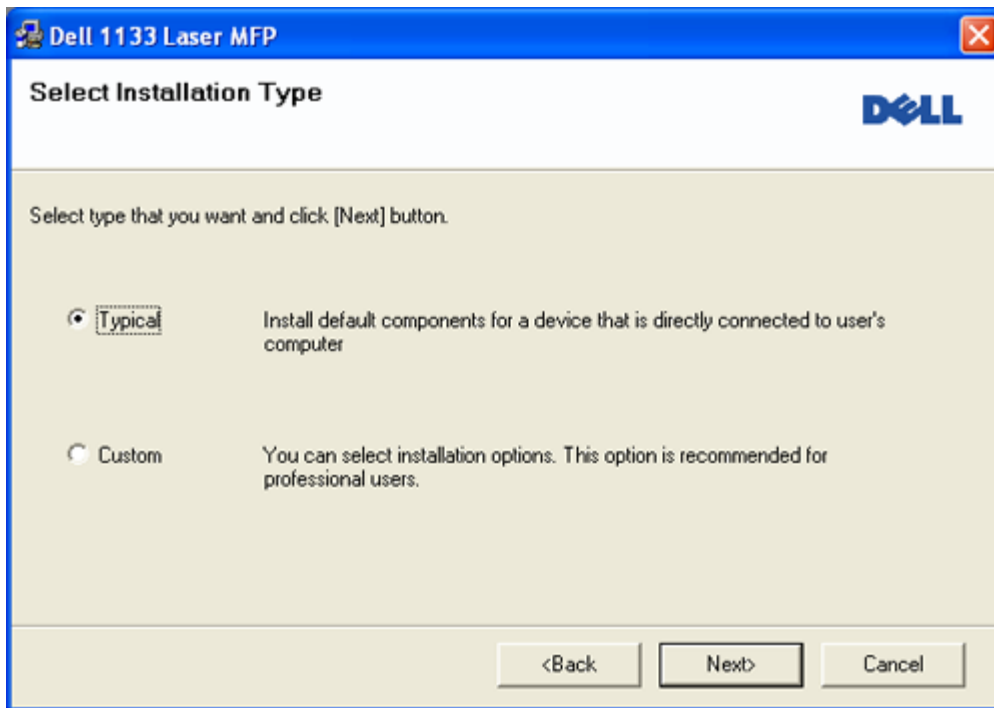 Dell 1133 Laser MFP
Select Installation Type
DELL
Select type that you want and click [Next] button.
Typical
Install default components for a device that is directly connected to user's
computer
Custom
You can select installation options. This option is recommended for
professional users.
<Back
Next>
Cancel